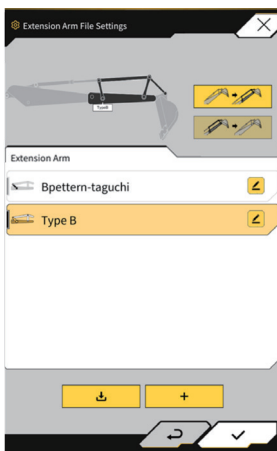 Extension Arm File Settings
TypeB
Extension Arm
Bpettern-taguchi
Type B